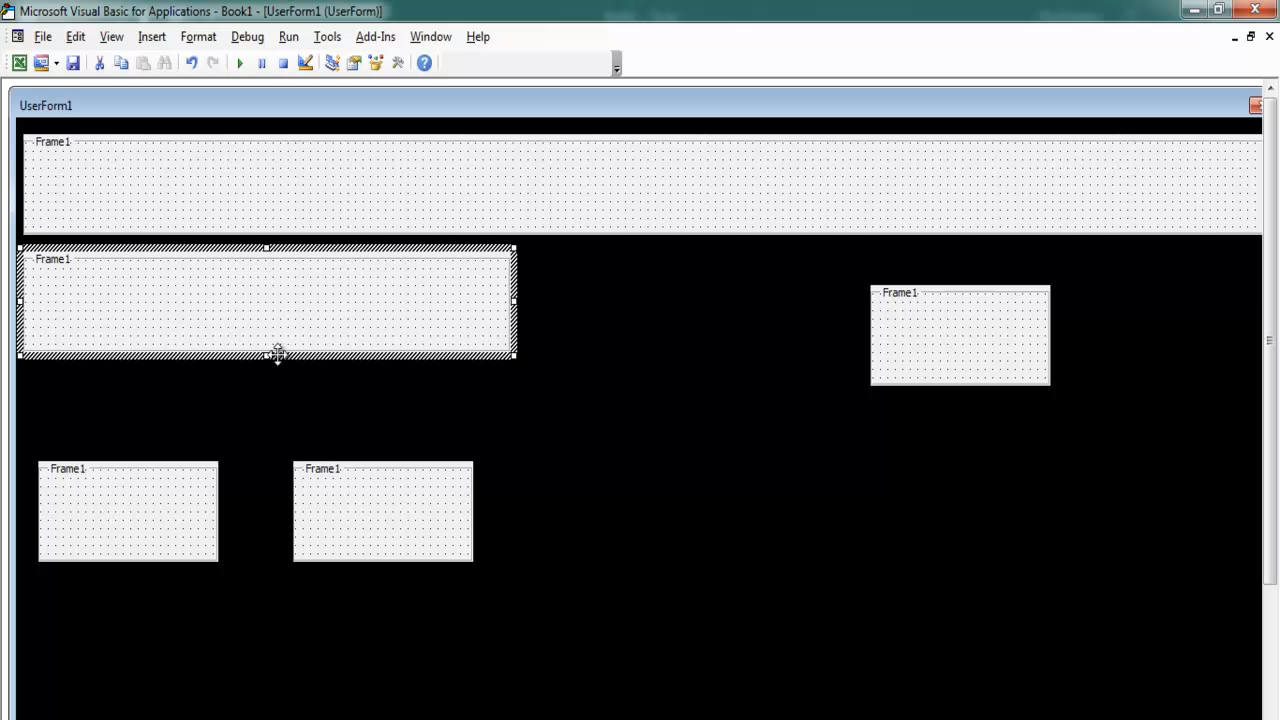 Microsoft Visual Basic for Applications - Book1 - [UserForm1 (UserForm)]
File Edit View Insert Format Debug Run Tools Add-Ins Window Help
UserForm1
Frame1
Frame1
Frame1
Frame1
Frame1